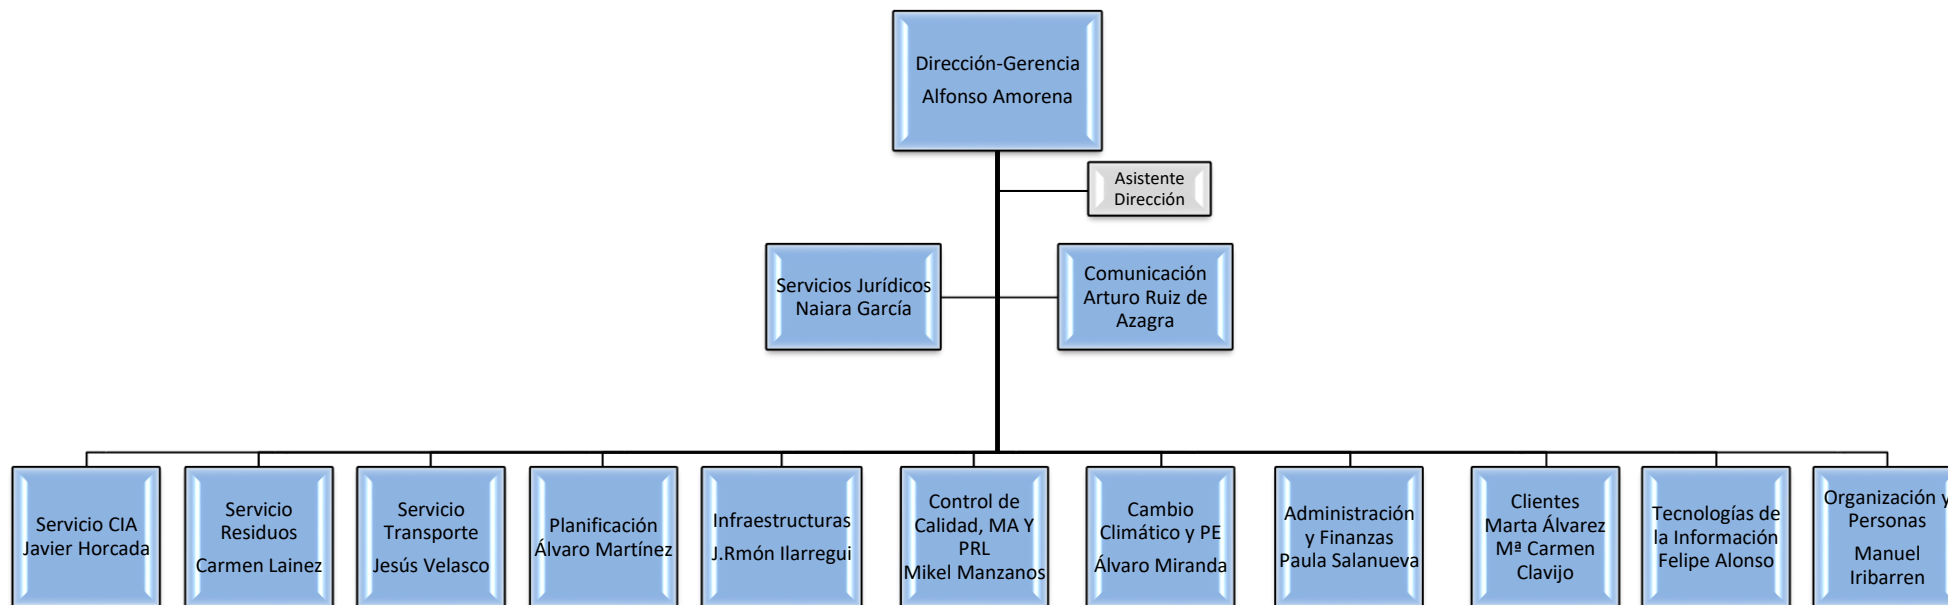 Dirección-Gerencia
Alfonso Amorena
Asistente
Dirección
Servicios Jurídicos
Naiara García
Comunicación
Arturo Ruiz de
Azagra
Servicio CIA
Javier Horcada
Servicio
Residuos
Carmen Lainez
Servicio
Transporte
Jesús Velasco
Planificación
Álvaro Martínez
Infraestructuras
J.Rmón Ilarregui
Control de
Calidad, MA Y
PRL
Mikel Manzanos
Cambio
Climático y PE
Álvaro Miranda
Administración
y Finanzas
Paula Salanueva
Clientes
Marta Álvarez
Mª Carmen
Clavijo
Tecnologías de
la Información
Felipe Alonso
Organización y
Personas
Manuel
Iribarren